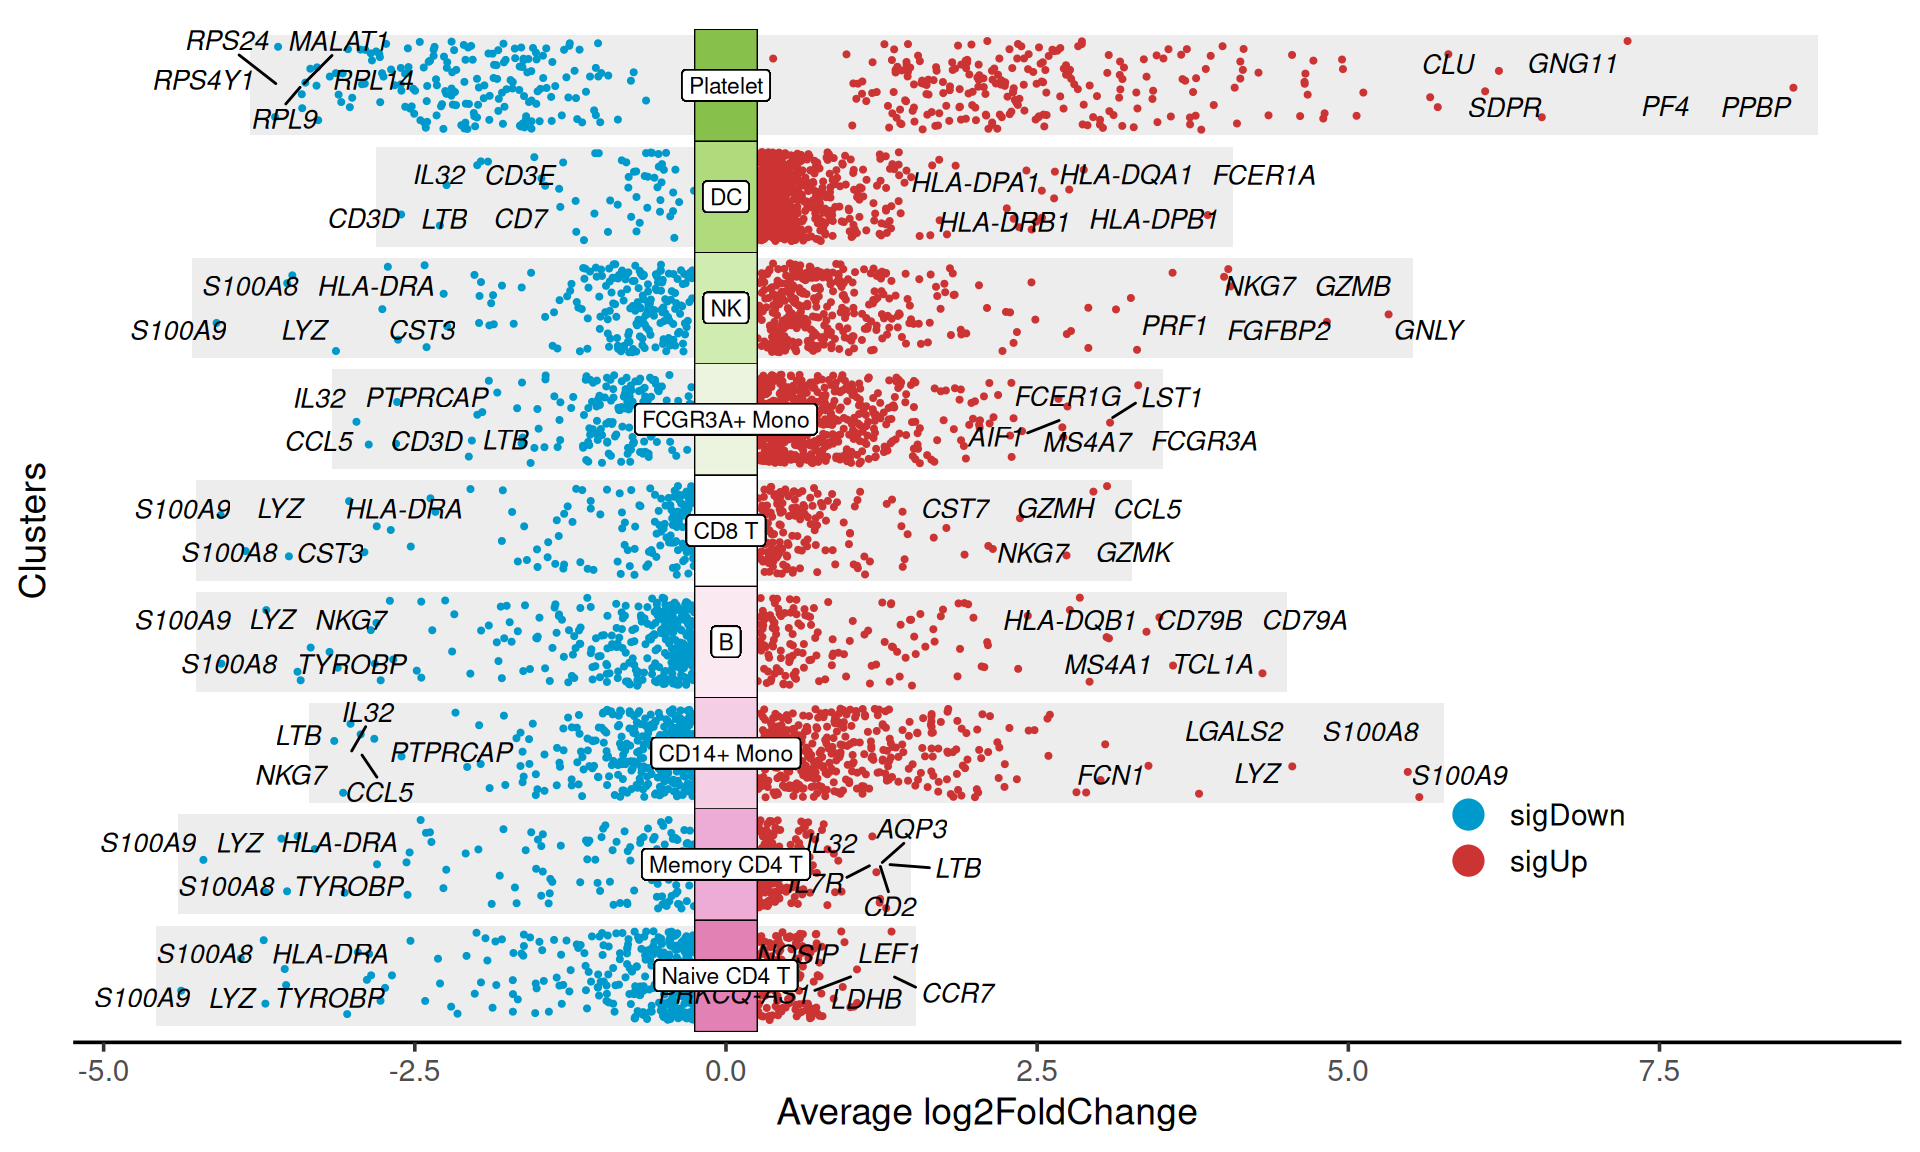 RPS24 MALAT1
CLU GNG11
RPS4Y1 RPL14
Platelet
RPL9
SDPR PF4 PPBP
IL32 CD3E
HLA-DPA1 HLA-DQA1 FCER1A
DC
CD3D LTB CD7
HLA-DRB1 HLA-DPB1
S100A8 HLA-DRA
NKG7 GZMB
NK
S100A9 LYZ CST3
PRF1 FGFBP2 GNLY
IL32 PTPRCAP
FCER1G LST1
FCGR3A+ Mono
CCL5 CD3D LTB
AIF1 MS4A7 FCGR3A
S100A9 LYZ HLA-DRA
CST7 GZMH CCL5
CD8 T
S100A8 CST3
NKG7 GZMK
S100A9 LYZ NKG7
HLA-DQB1 CD79B CD79A
B
S100A8 TYROBP
MS4A1 TCL1A
IL32
LTB
LGALS2 S100A8
PTPRCAP
CD14+ Mono
NKG7
FCN1 LYZ S100A9
CCL5
S100A9 LYZ HLA-DRA
IL32 AQP3
Memory CD4 T
LTB
S100A8 TYROBP
IL7R
CD2
S100A8 HLA-DRA
NOSIP LEF1
Naive CD4 T
S100A9 LYZ TYROBP
PRKCQ-AS1 LDHB CCR7
Clusters
sigDown
sigUp
-5.0 -2.5 0.0 2.5 5.0 7.5
Average log2FoldChange